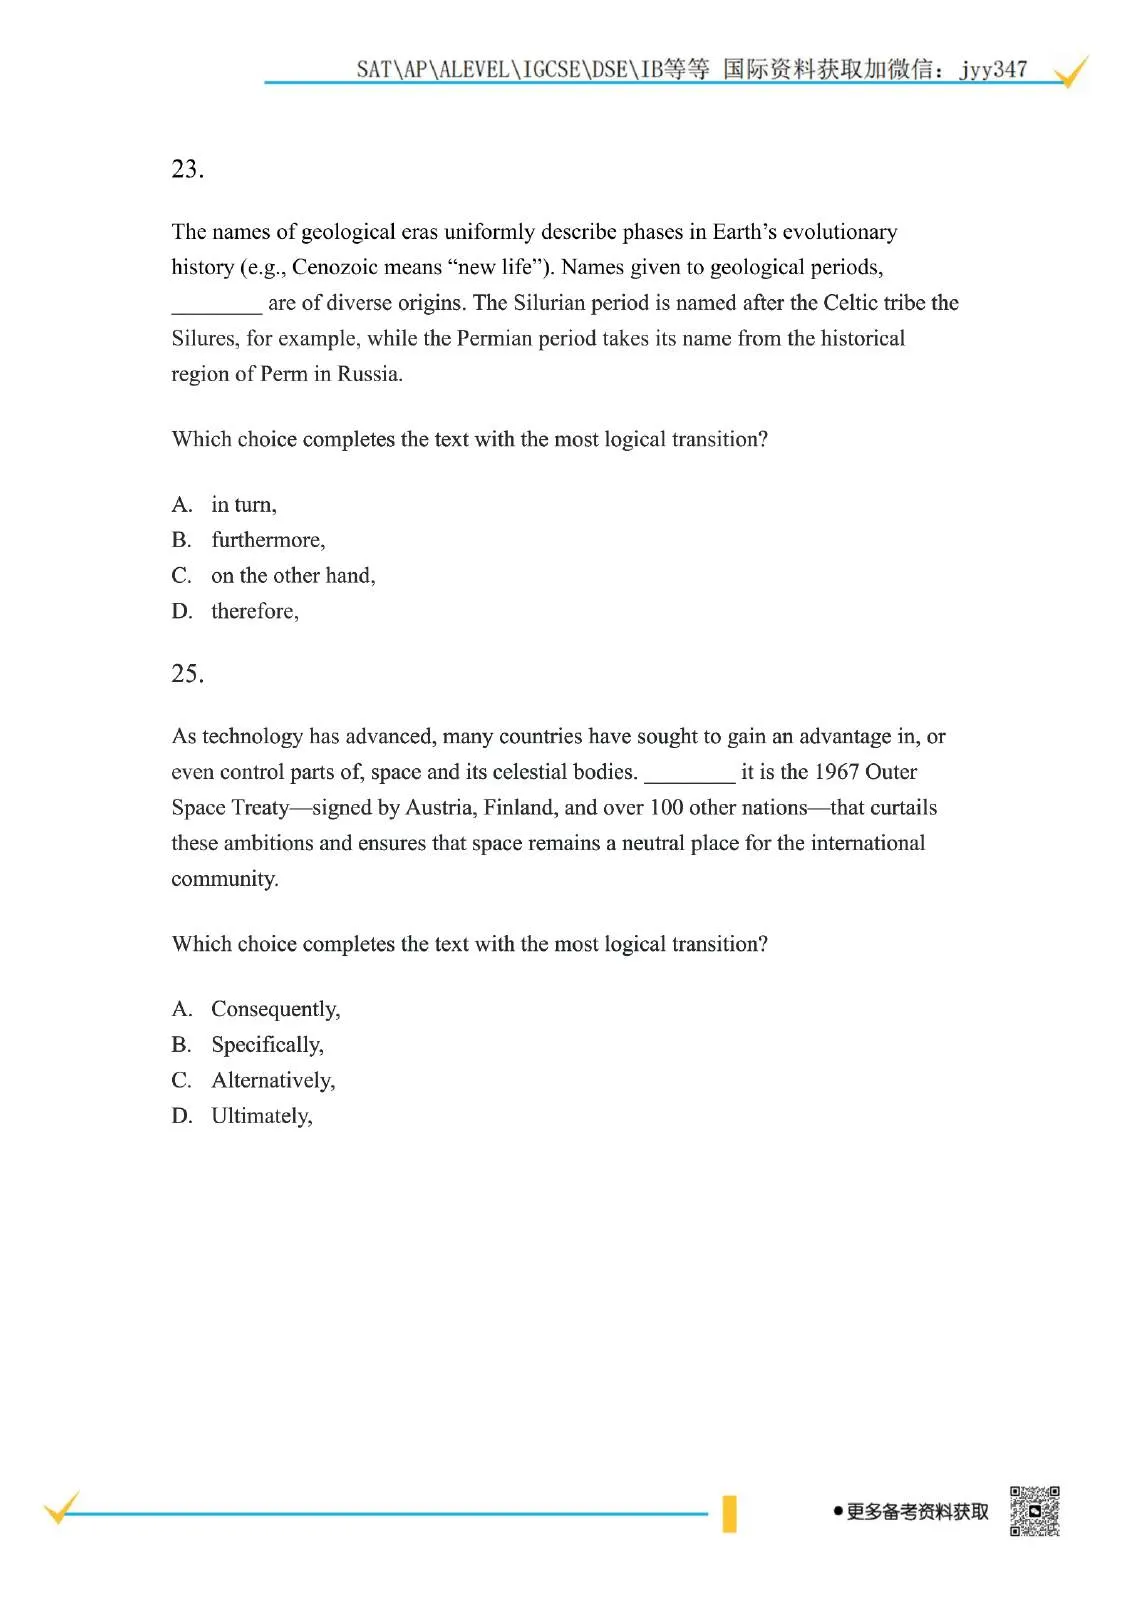 SAT\AP\ALEVEL\IGCSE\DSE\IB等等 国际资料获取加微信：jyy347
23.
The names of geological eras uniformly describe phases in Earth’s evolutionary
history (e.g., Cenozoic means “new life”). Names given to geological periods,
________ are of diverse origins. The Silurian period is named after the Celtic tribe the
Silures, for example, while the Permian period takes its name from the historical
region of Perm in Russia.
Which choice completes the text with the most logical transition?
A. in turn,
B. furthermore,
C. on the other hand,
D. therefore,
25.
As technology has advanced, many countries have sought to gain an advantage in, or
even control parts of, space and its celestial bodies. ________ it is the 1967 Outer
Space Treaty—signed by Austria, Finland, and over 100 other nations—that curtails
these ambitions and ensures that space remains a neutral place for the international
community.
Which choice completes the text with the most logical transition?
A. Consequently,
B. Specifically,
C. Alternatively,
D. Ultimately,
●更多备考资料获取